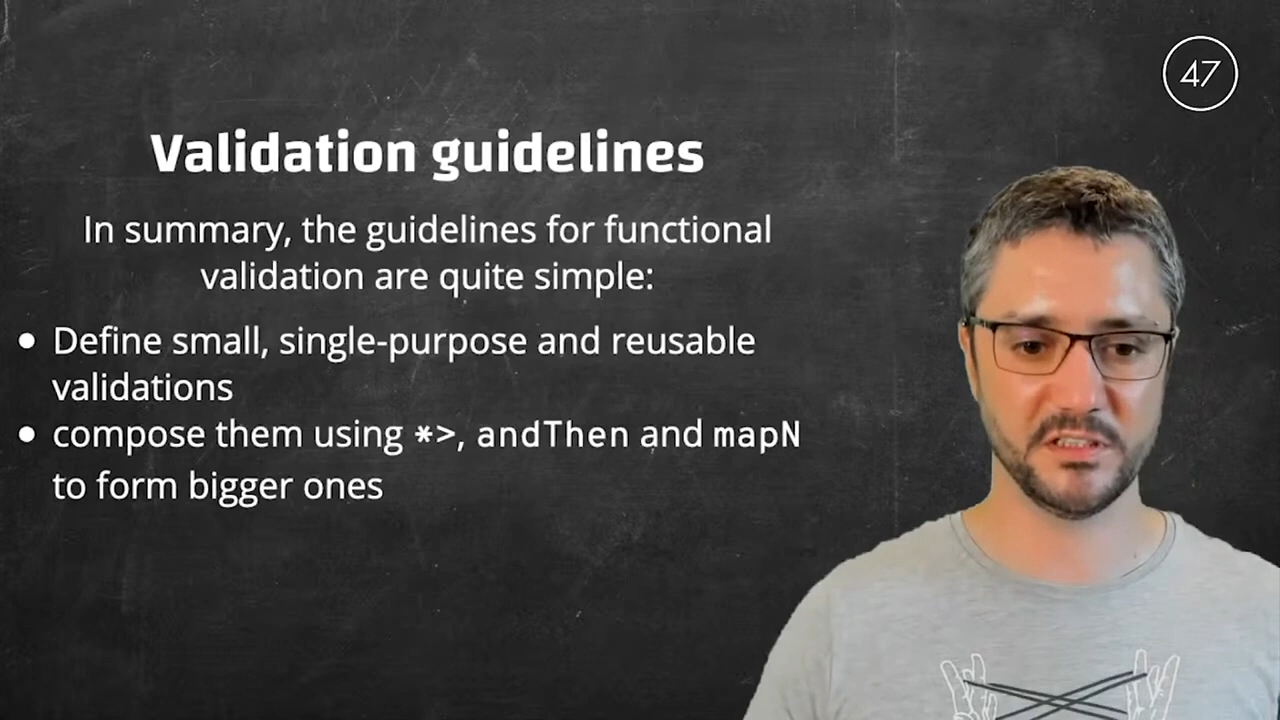 47
Validation guidelines
In summary, the guidelines for functional
validation are quite simple:
• Define small, single-purpose and reusable
validations
• compose them using *>, andThen and mapN
to form bigger ones